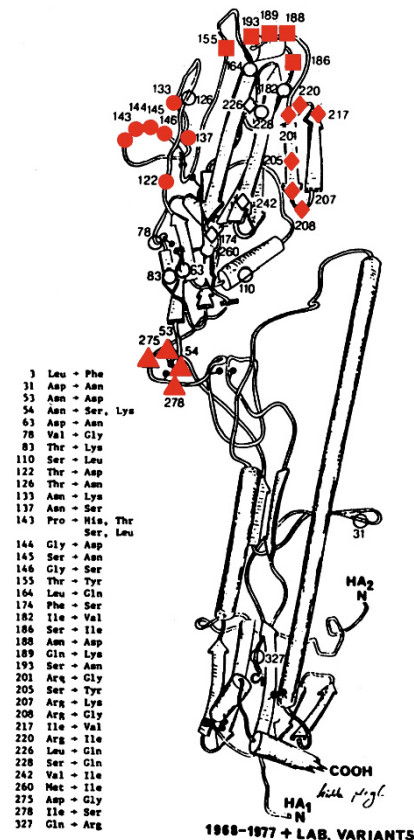 193 189 188
155
186
164
133
126
182
220
144
145
143
146
226
217
228
201
137
205
122
242
207
208
78
174
260
63
83
110
53
275
54
278
3 Leu → Phe
31 Asp → Asn
53 Asn → Asp
54 Asn → Ser, Lys
63 Asp → Asn
78 Val → Gly
83 Thr → Lys
110 Ser → Leu
122 Thr → Asp
126 Thr → Asn
133 Asn → Lys
137 Asn → Ser
143 Pro → His, Thr
Ser, Leu
144 Gly → Asp
145 Ser → Asn
146 Gly → Ser
155 Thr → Tyr
164 Leu → Gln
174 Phe → Ser
182 Ile → Val
186 Ser → Ile
188 Asn → Asp
189 Gln → Lys
193 Ser → Asn
201 Arg → Gly
205 Ser → Tyr
207 Arg → Lys
208 Arg → Gly
217 Ile → Val
220 Arg → Ile
226 Leu → Gln
228 Ser → Gln
242 Val → Ile
260 Met → Ile
275 Asp → Gly
278 Ile → Ser
327 Gln → Arg
31
HA2
N
327
COOH
HA1
N
1968-1977 + LAB. VARIANTS